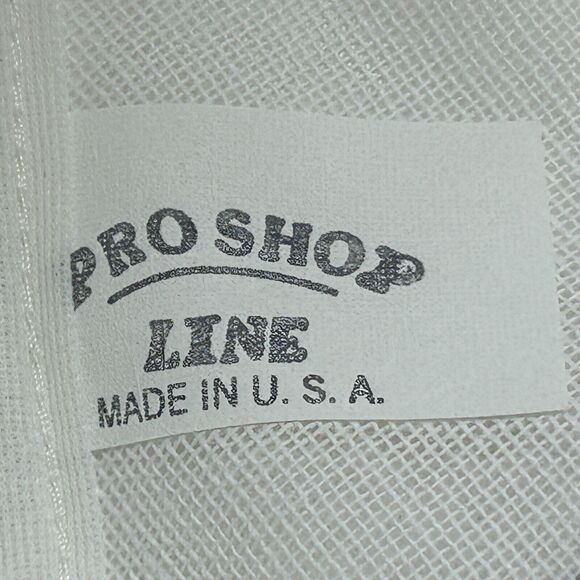 PRO SHOP
LINE
MADE IN U. S. A.